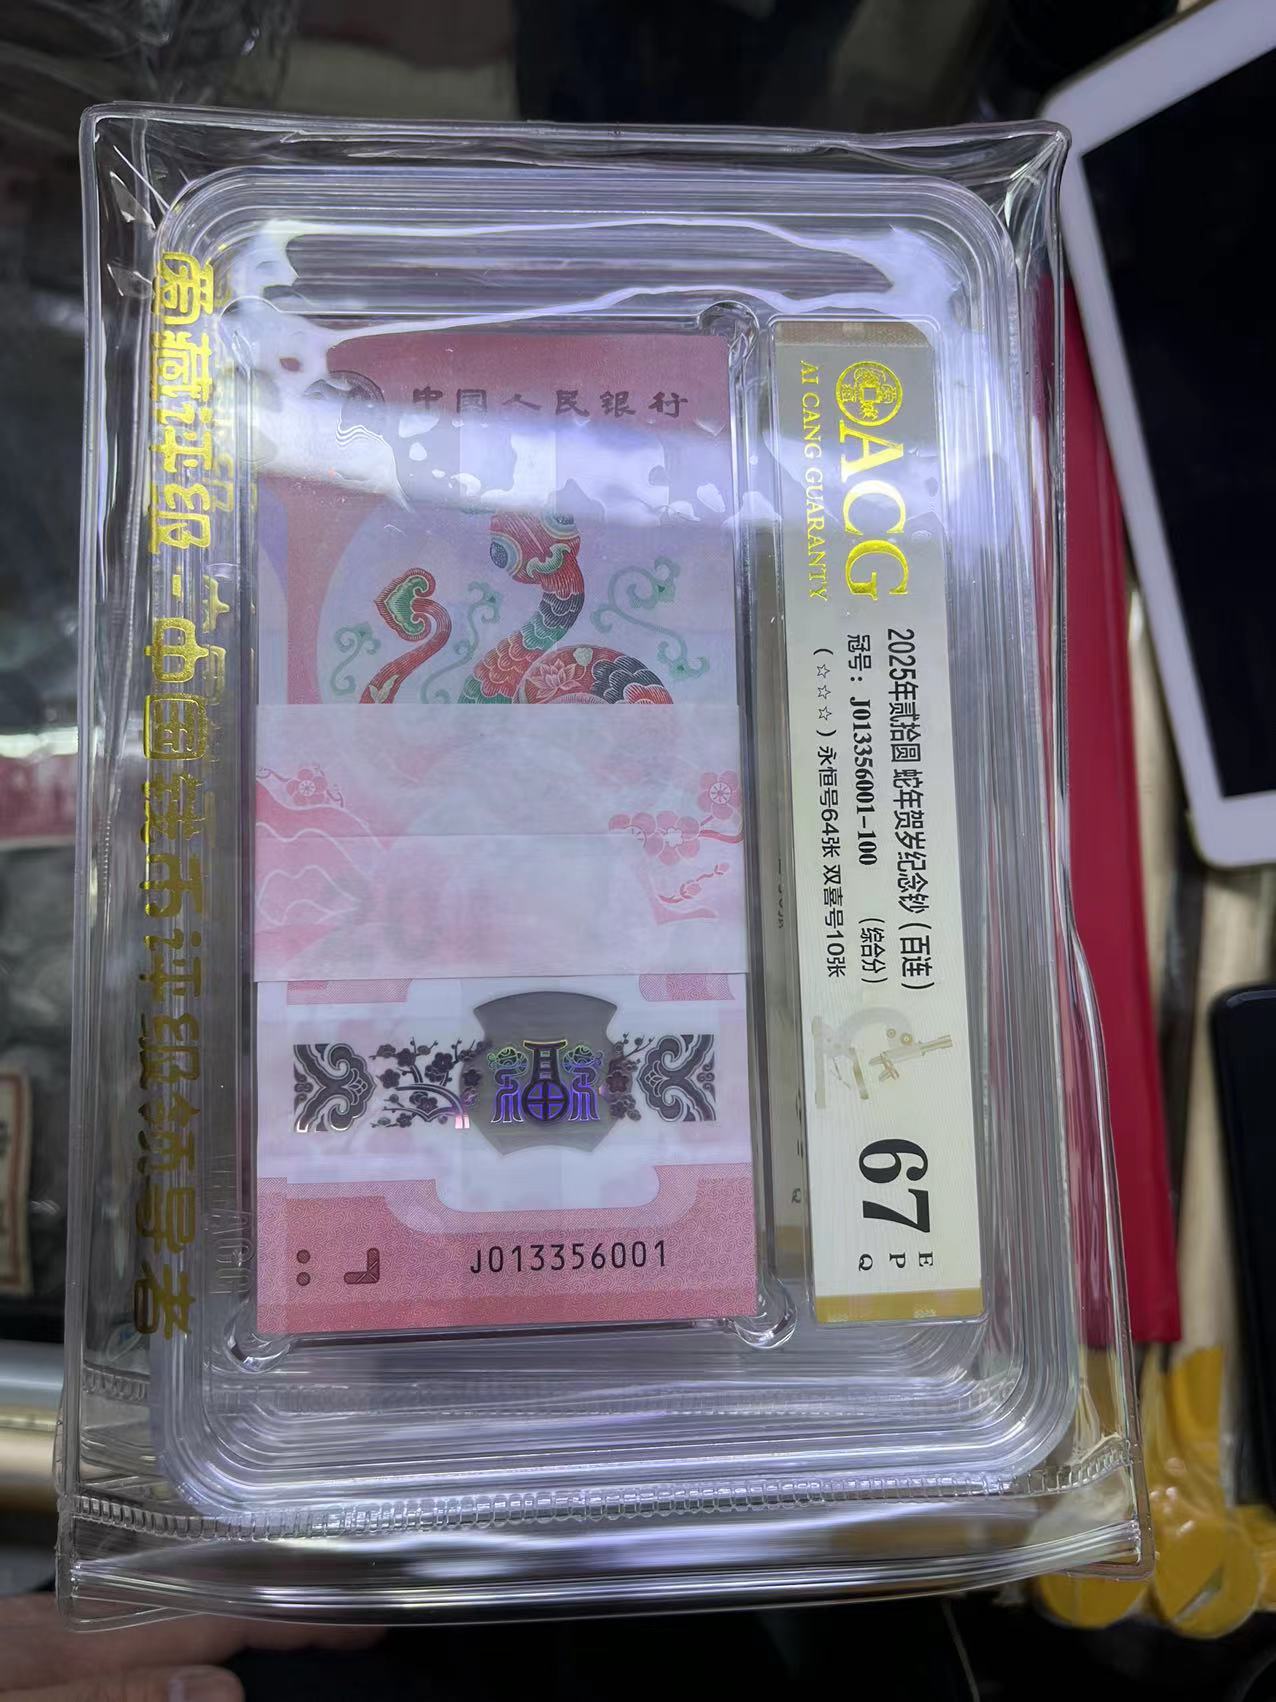 爱藏评级-中国钱币评级领导者
中国人民银行
J013356001
ACG
AI CANG GUARANTY
2025年贰拾圆 蛇年贺岁纪念钞（百连）
冠号：J013356001-100 （综合分）
（☆☆☆）永恒号64张 双喜号10张
67
E
P
Q